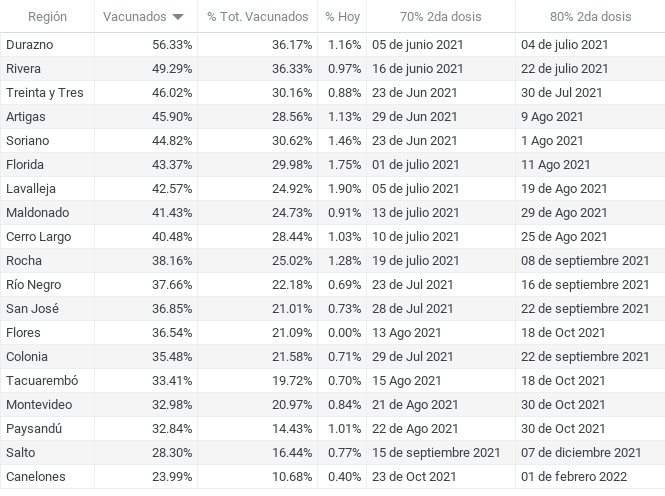 Región Vacunados % Tot. Vacunados % Hoy 70% 2da dosis 80% 2da dosis
Durazno 56.33% 36.17% 1.16% 05 de junio 2021 04 de julio 2021
Rivera 49.29% 36.33% 0.97% 16 de junio 2021 22 de julio 2021
Treinta y Tres 46.02% 30.16% 0.88% 23 de Jun 2021 30 de Jul 2021
Artigas 45.90% 28.56% 1.13% 29 de Jun 2021 9 Ago 2021
Soriano 44.82% 30.62% 1.46% 23 de Jun 2021 1 Ago 2021
Florida 43.37% 29.98% 1.75% 01 de julio 2021 11 Ago 2021
Lavalleja 42.57% 24.92% 1.90% 05 de julio 2021 19 de Ago 2021
Maldonado 41.43% 24.73% 0.91% 13 de julio 2021 29 de Ago 2021
Cerro Largo 40.48% 28.44% 1.03% 10 de julio 2021 25 de Ago 2021
Rocha 38.16% 25.02% 1.28% 19 de julio 2021 08 de septiembre 2021
Río Negro 37.66% 22.18% 0.69% 23 de Jul 2021 16 de septiembre 2021
San José 36.85% 21.01% 0.73% 28 de Jul 2021 22 de septiembre 2021
Flores 36.54% 21.09% 0.00% 13 Ago 2021 18 de Oct 2021
Colonia 35.48% 21.58% 0.71% 29 de Jul 2021 22 de septiembre 2021
Tacuarembó 33.41% 19.72% 0.70% 15 Ago 2021 18 de Oct 2021
Montevideo 32.98% 20.97% 0.84% 21 de Ago 2021 30 de Oct 2021
Paysandú 32.84% 14.43% 1.01% 22 de Ago 2021 30 de Oct 2021
Salto 28.30% 16.44% 0.77% 15 de septiembre 2021 07 de diciembre 2021
Canelones 23.99% 10.68% 0.40% 23 de Oct 2021 01 de febrero 2022